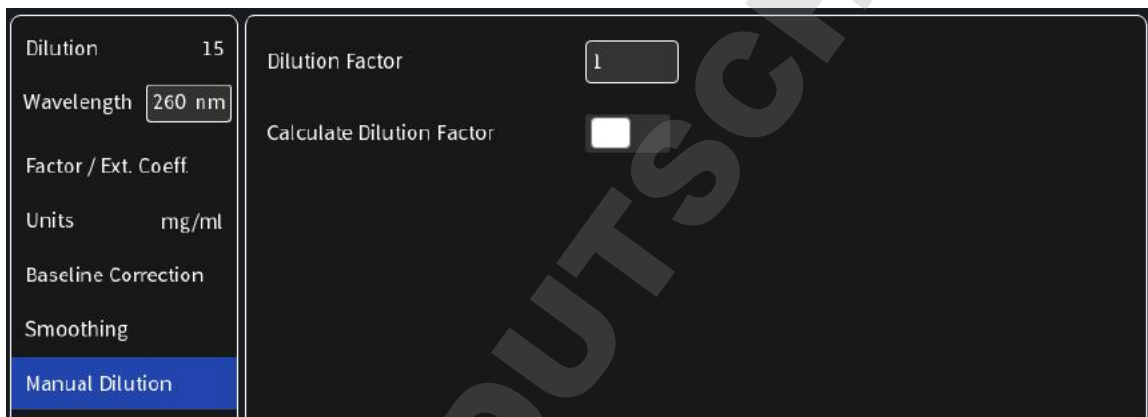 Dilution 15
Wavelength 260 nm
Factor / Ext. Coeff.
Units mg/ml
Baseline Correction
Smoothing
Manual Dilution
Dilution Factor 1
Calculate Dilution Factor